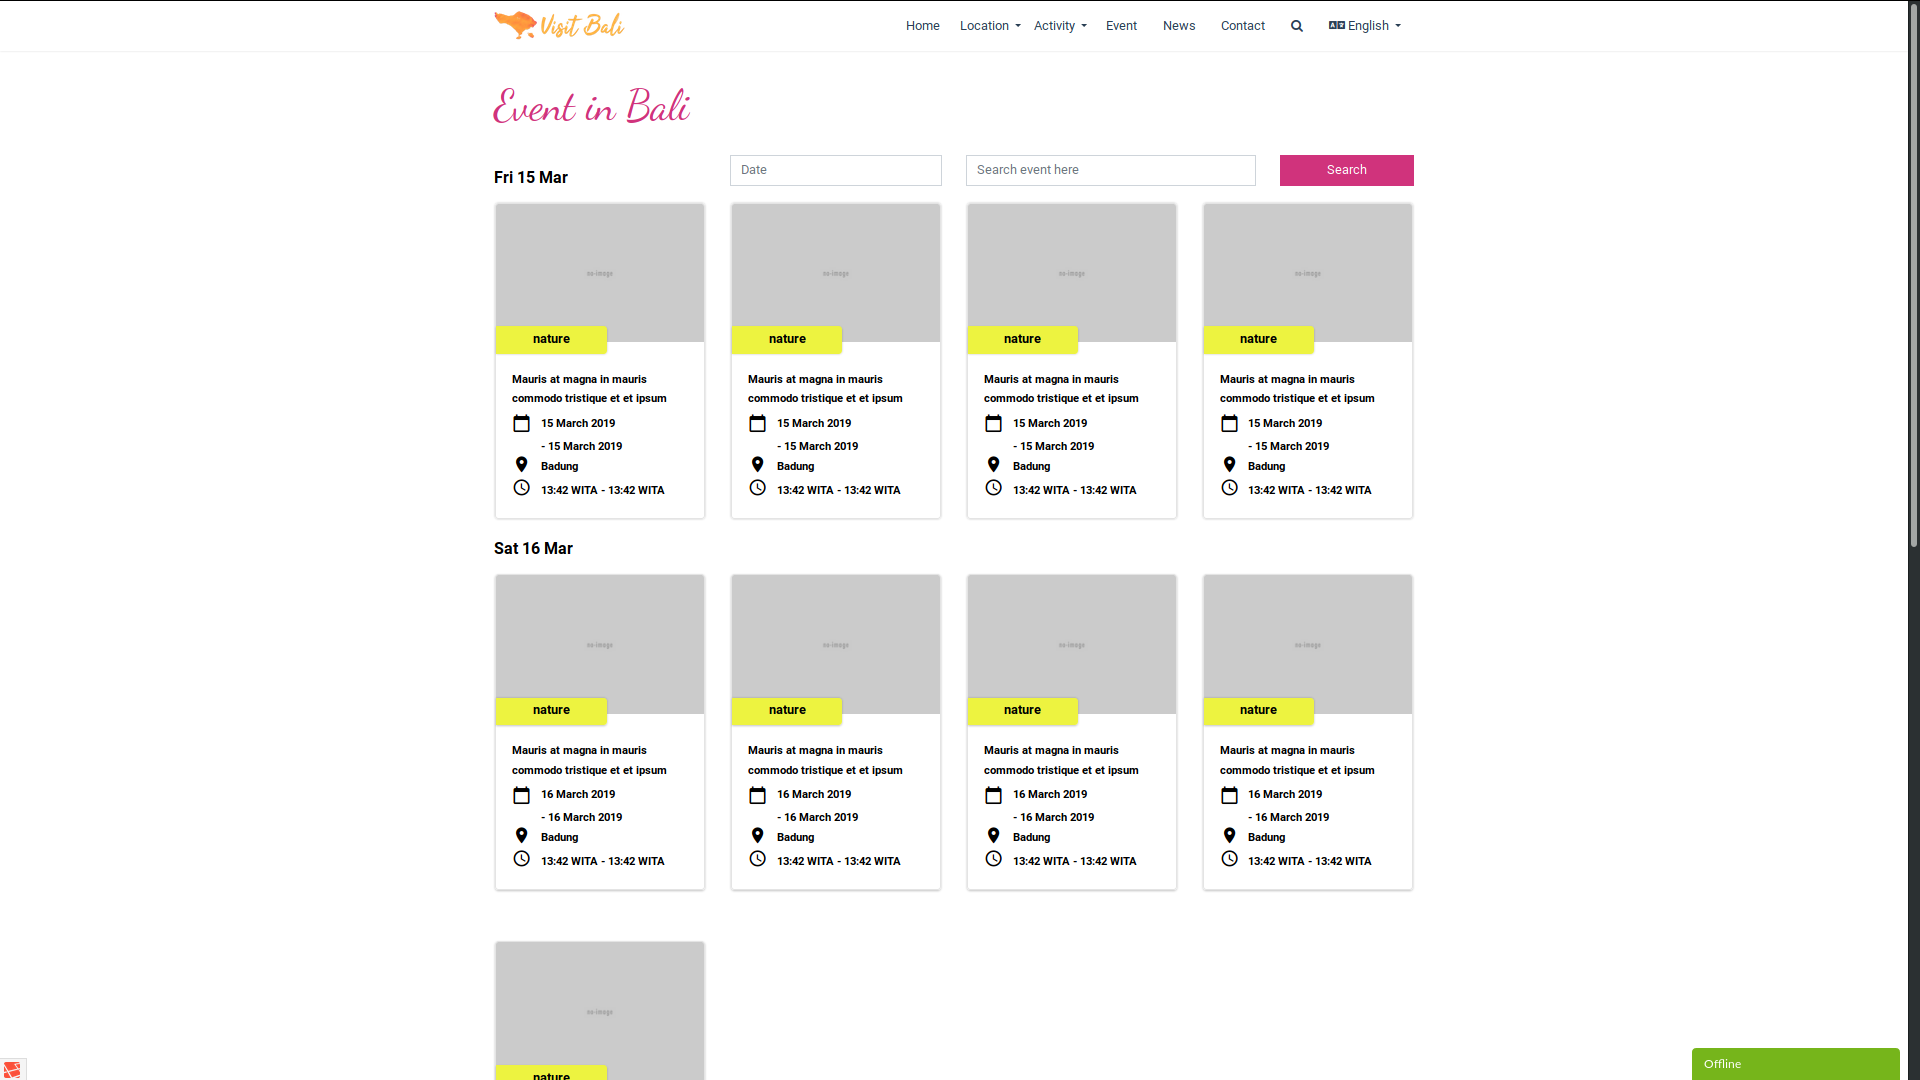 Visit Bali
Home Location Activity Event News Contact English
Event in Bali
Fri 15 Mar
Date
Search event here
Search
no-image no-image no-image no-image
nature nature nature nature
Mauris at magna in mauris Mauris at magna in mauris Mauris at magna in mauris Mauris at magna in mauris
commodo tristique et et ipsum commodo tristique et et ipsum commodo tristique et et ipsum commodo tristique et et ipsum
15 March 2019 15 March 2019 15 March 2019 15 March 2019
- 15 March 2019 - 15 March 2019 - 15 March 2019 - 15 March 2019
Badung Badung Badung Badung
13:42 WITA - 13:42 WITA 13:42 WITA - 13:42 WITA 13:42 WITA - 13:42 WITA 13:42 WITA - 13:42 WITA
Sat 16 Mar
no-image no-image no-image no-image
nature nature nature nature
Mauris at magna in mauris Mauris at magna in mauris Mauris at magna in mauris Mauris at magna in mauris
commodo tristique et et ipsum commodo tristique et et ipsum commodo tristique et et ipsum commodo tristique et et ipsum
16 March 2019 16 March 2019 16 March 2019 16 March 2019
- 16 March 2019 - 16 March 2019 - 16 March 2019 - 16 March 2019
Badung Badung Badung Badung
13:42 WITA - 13:42 WITA 13:42 WITA - 13:42 WITA 13:42 WITA - 13:42 WITA 13:42 WITA - 13:42 WITA
no-image
nature
Offline